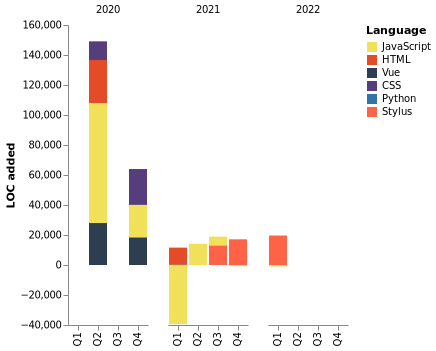 2020 2021 2022
LOC added
160,000
140,000
120,000
100,000
80,000
60,000
40,000
20,000
0
−20,000
−40,000
Q1 Q2 Q3 Q4 Q1 Q2 Q3 Q4 Q1 Q2 Q3 Q4
Language
JavaScript
HTML
Vue
CSS
Python
Stylus